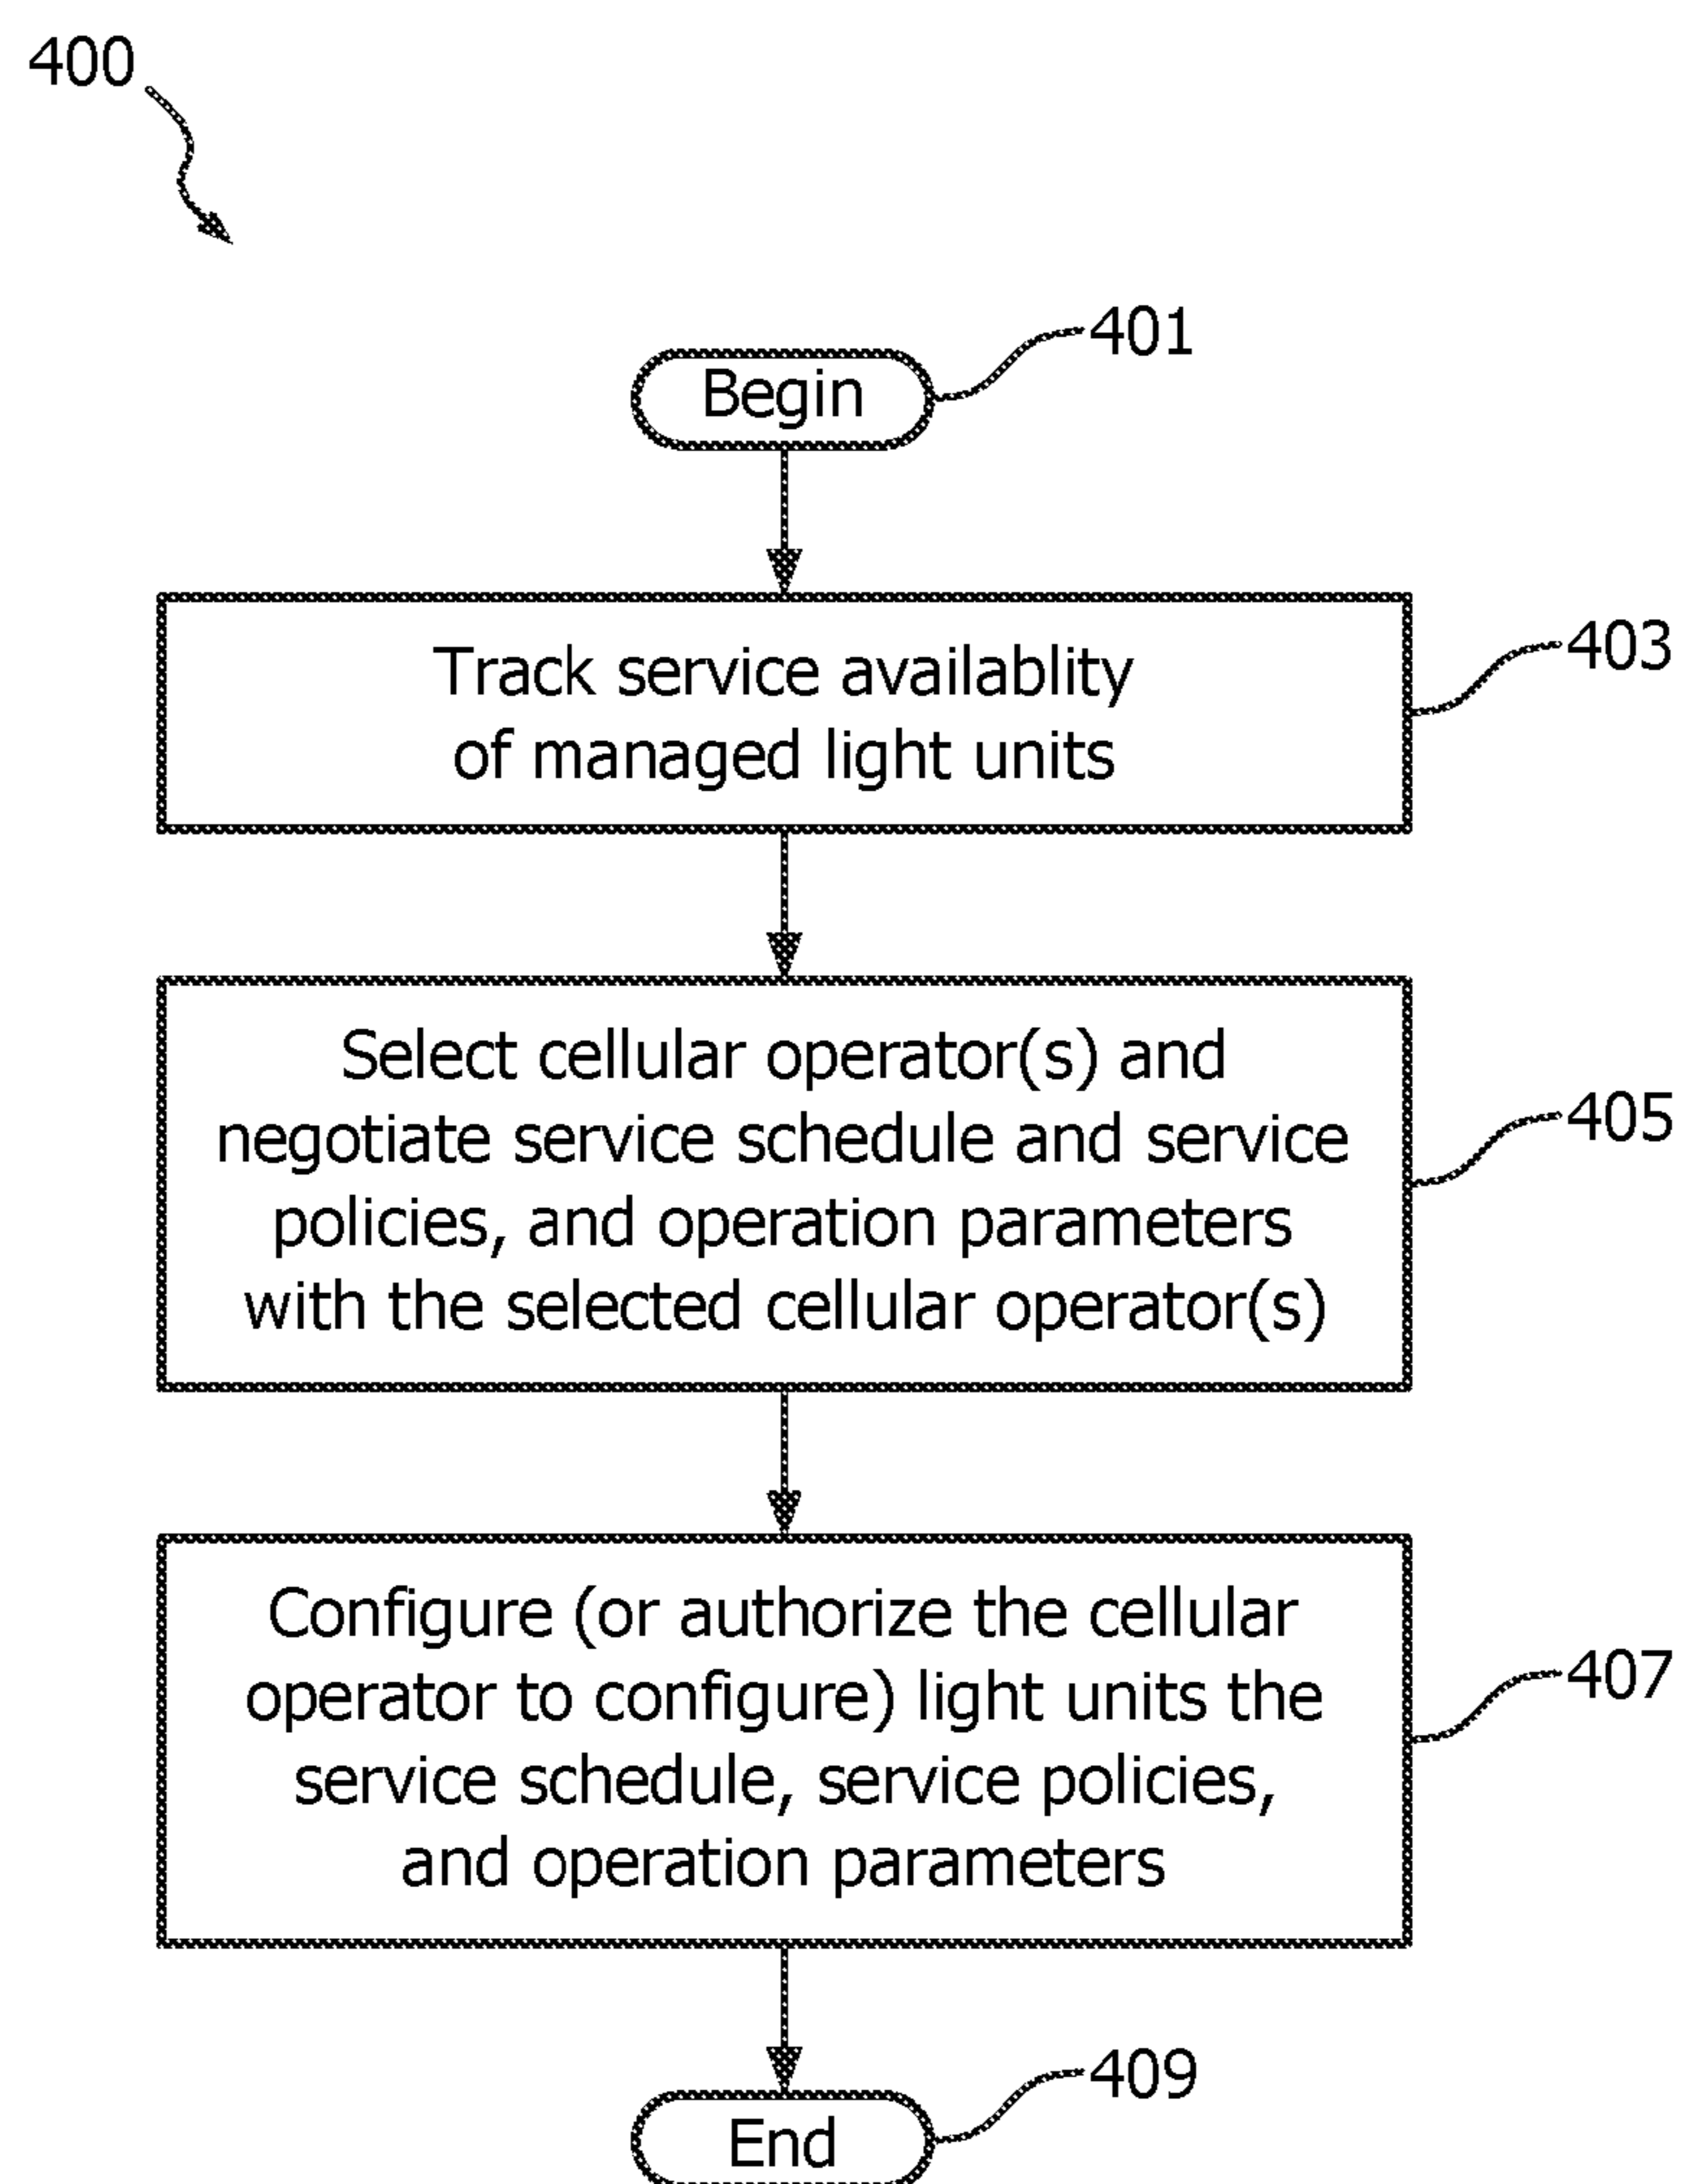 400
401
Begin
Track service availablity
of managed light units
403
Select cellular operator(s) and
negotiate service schedule and service
policies, and operation parameters
with the selected cellular operator(s)
405
Configure (or authorize the cellular
operator to configure) light units the
service schedule, service policies,
and operation parameters
407
409
End